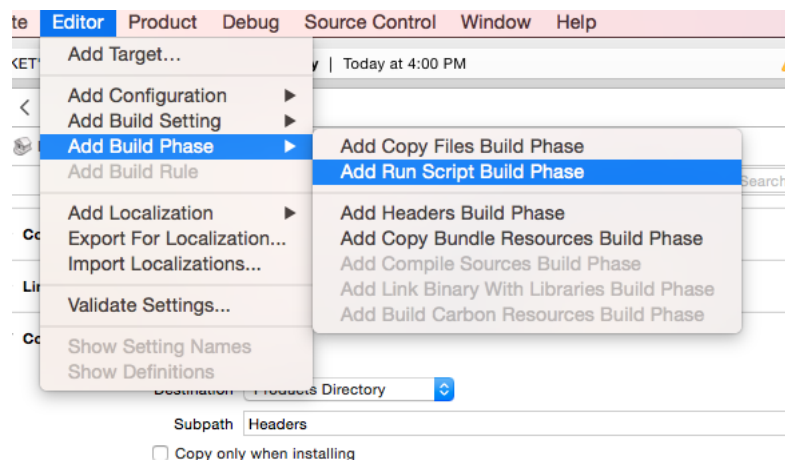 Editor Product Debug Source Control Window Help
Today at 4:00 PM
Add Target...
Add Configuration
Add Build Setting
Add Build Phase
Add Build Rule
Add Localization
Export For Localization...
Import Localizations...
Validate Settings...
Show Setting Names
Show Definitions
Add Copy Files Build Phase
Add Run Script Build Phase
Add Headers Build Phase
Add Copy Bundle Resources Build Phase
Add Compile Sources Build Phase
Add Link Binary With Libraries Build Phase
Add Build Carbon Resources Build Phase
Search
Destination Products Directory
Subpath Headers
Copy only when installing